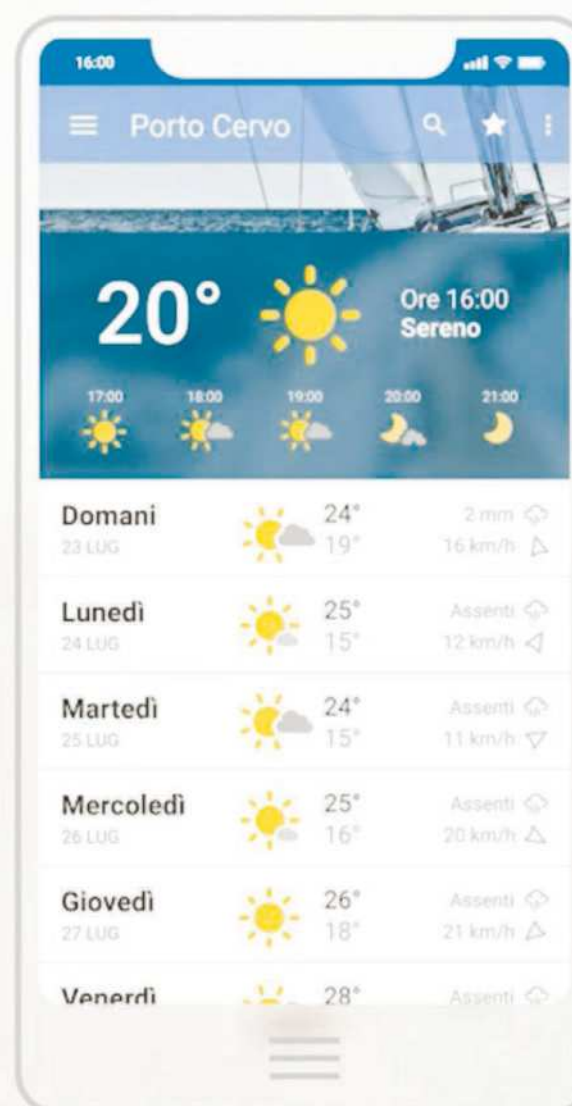 16:00
Porto Cervo
20°
Ore 16:00
Sereno
17:00 18:00 19:00 20:00 21:00
Domani 24° 2 mm
23 LUG 19° 16 km/h
Lunedì 25° Assenti
24 LUG 15° 12 km/h
Martedì 24° Assenti
25 LUG 15° 11 km/h
Mercoledì 25° Assenti
26 LUG 16° 20 km/h
Giovedì 26° Assenti
27 LUG 18° 21 km/h
Venerdì 28° Assenti